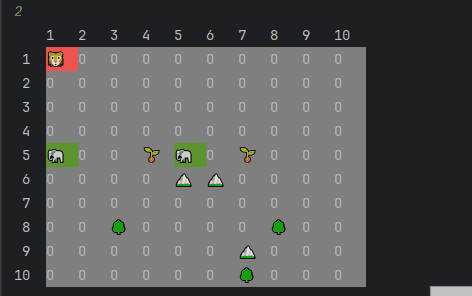 2
1 2 3 4 5 6 7 8 9 10
1 🐯 0 0 0 0 0 0 0 0 0
2 0 0 0 0 0 0 0 0 0 0
3 0 0 0 0 0 0 0 0 0 0
4 0 0 0 0 0 0 0 0 0 0
5 🐘 0 0 🌱 🐘 0 🌱 0 0 0
6 0 0 0 0 🏔 🏔 0 0 0 0
7 0 0 0 0 0 0 0 0 0 0
8 0 0 🌳 0 0 0 0 🌳 0 0
9 0 0 0 0 0 0 🏔 0 0 0
10 0 0 0 0 0 0 🌳 0 0 0